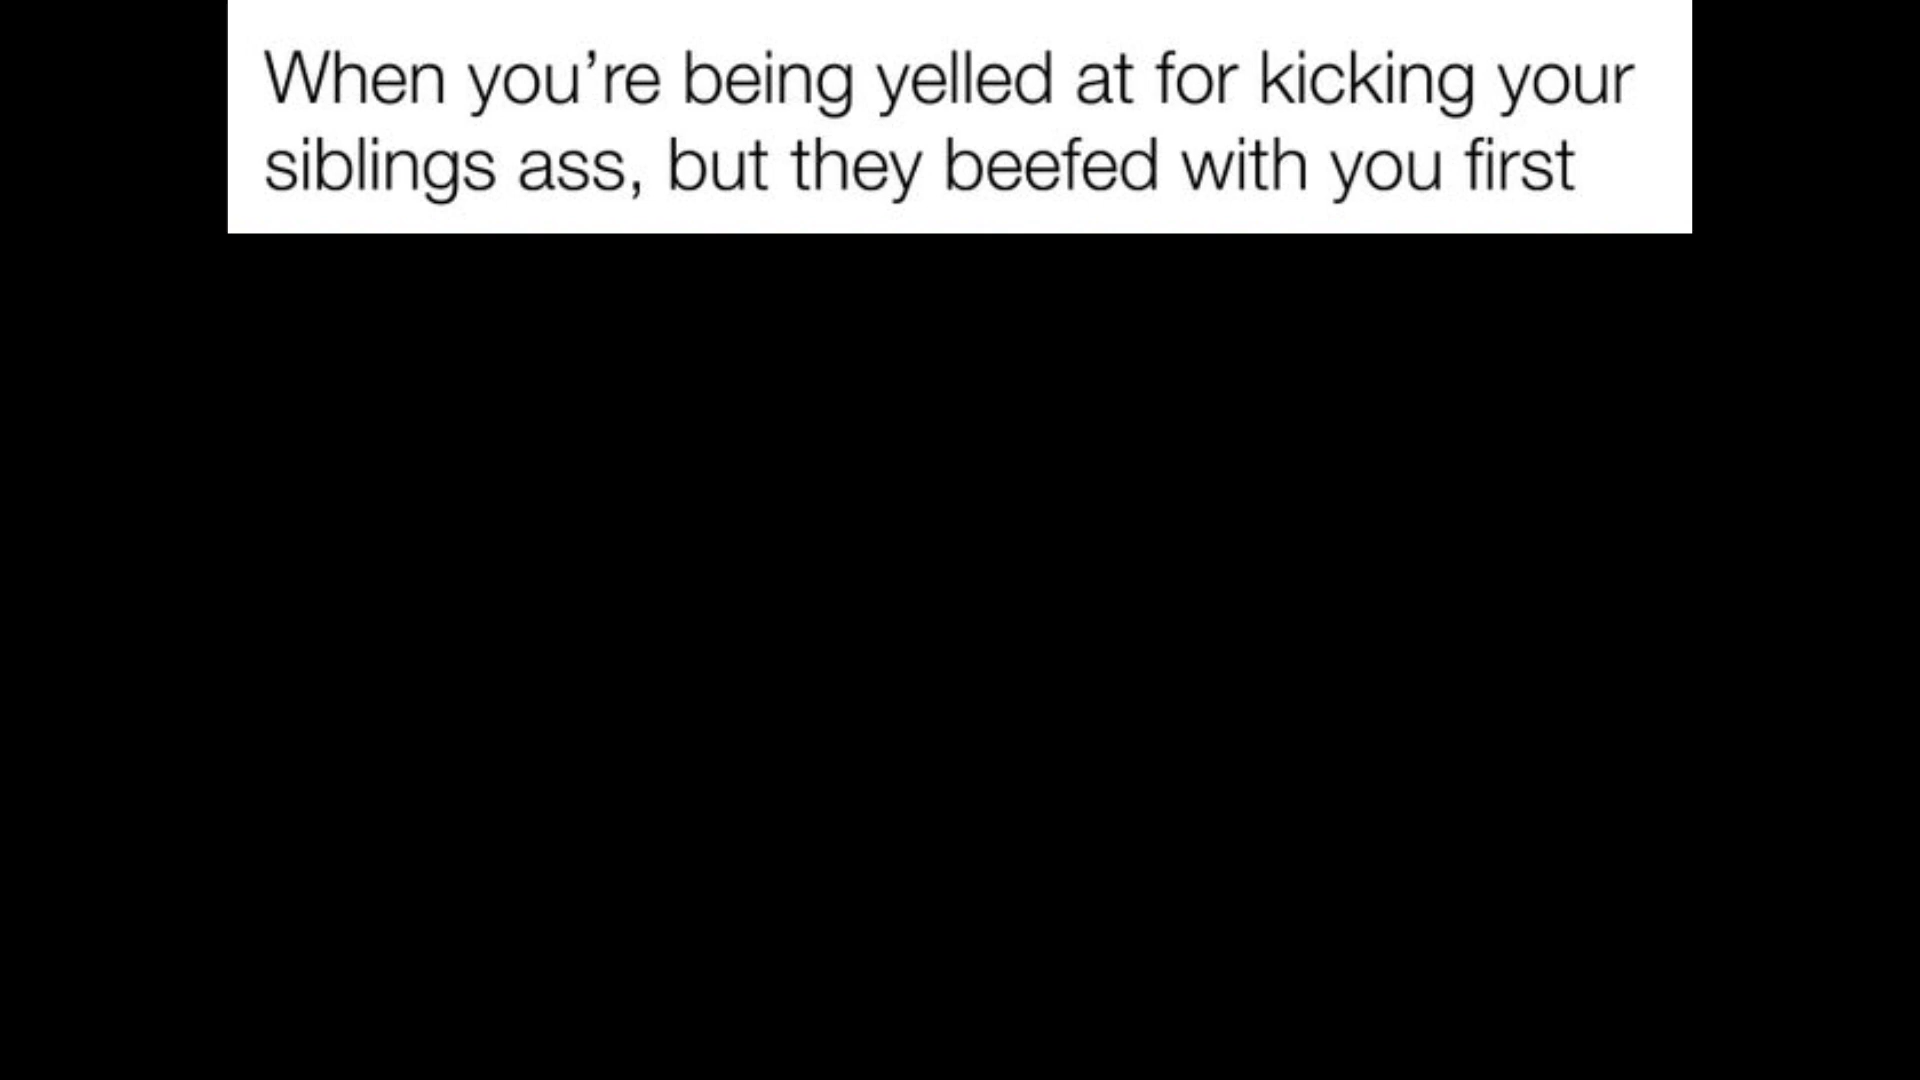 When you’re being yelled at for kicking your
siblings ass, but they beefed with you first